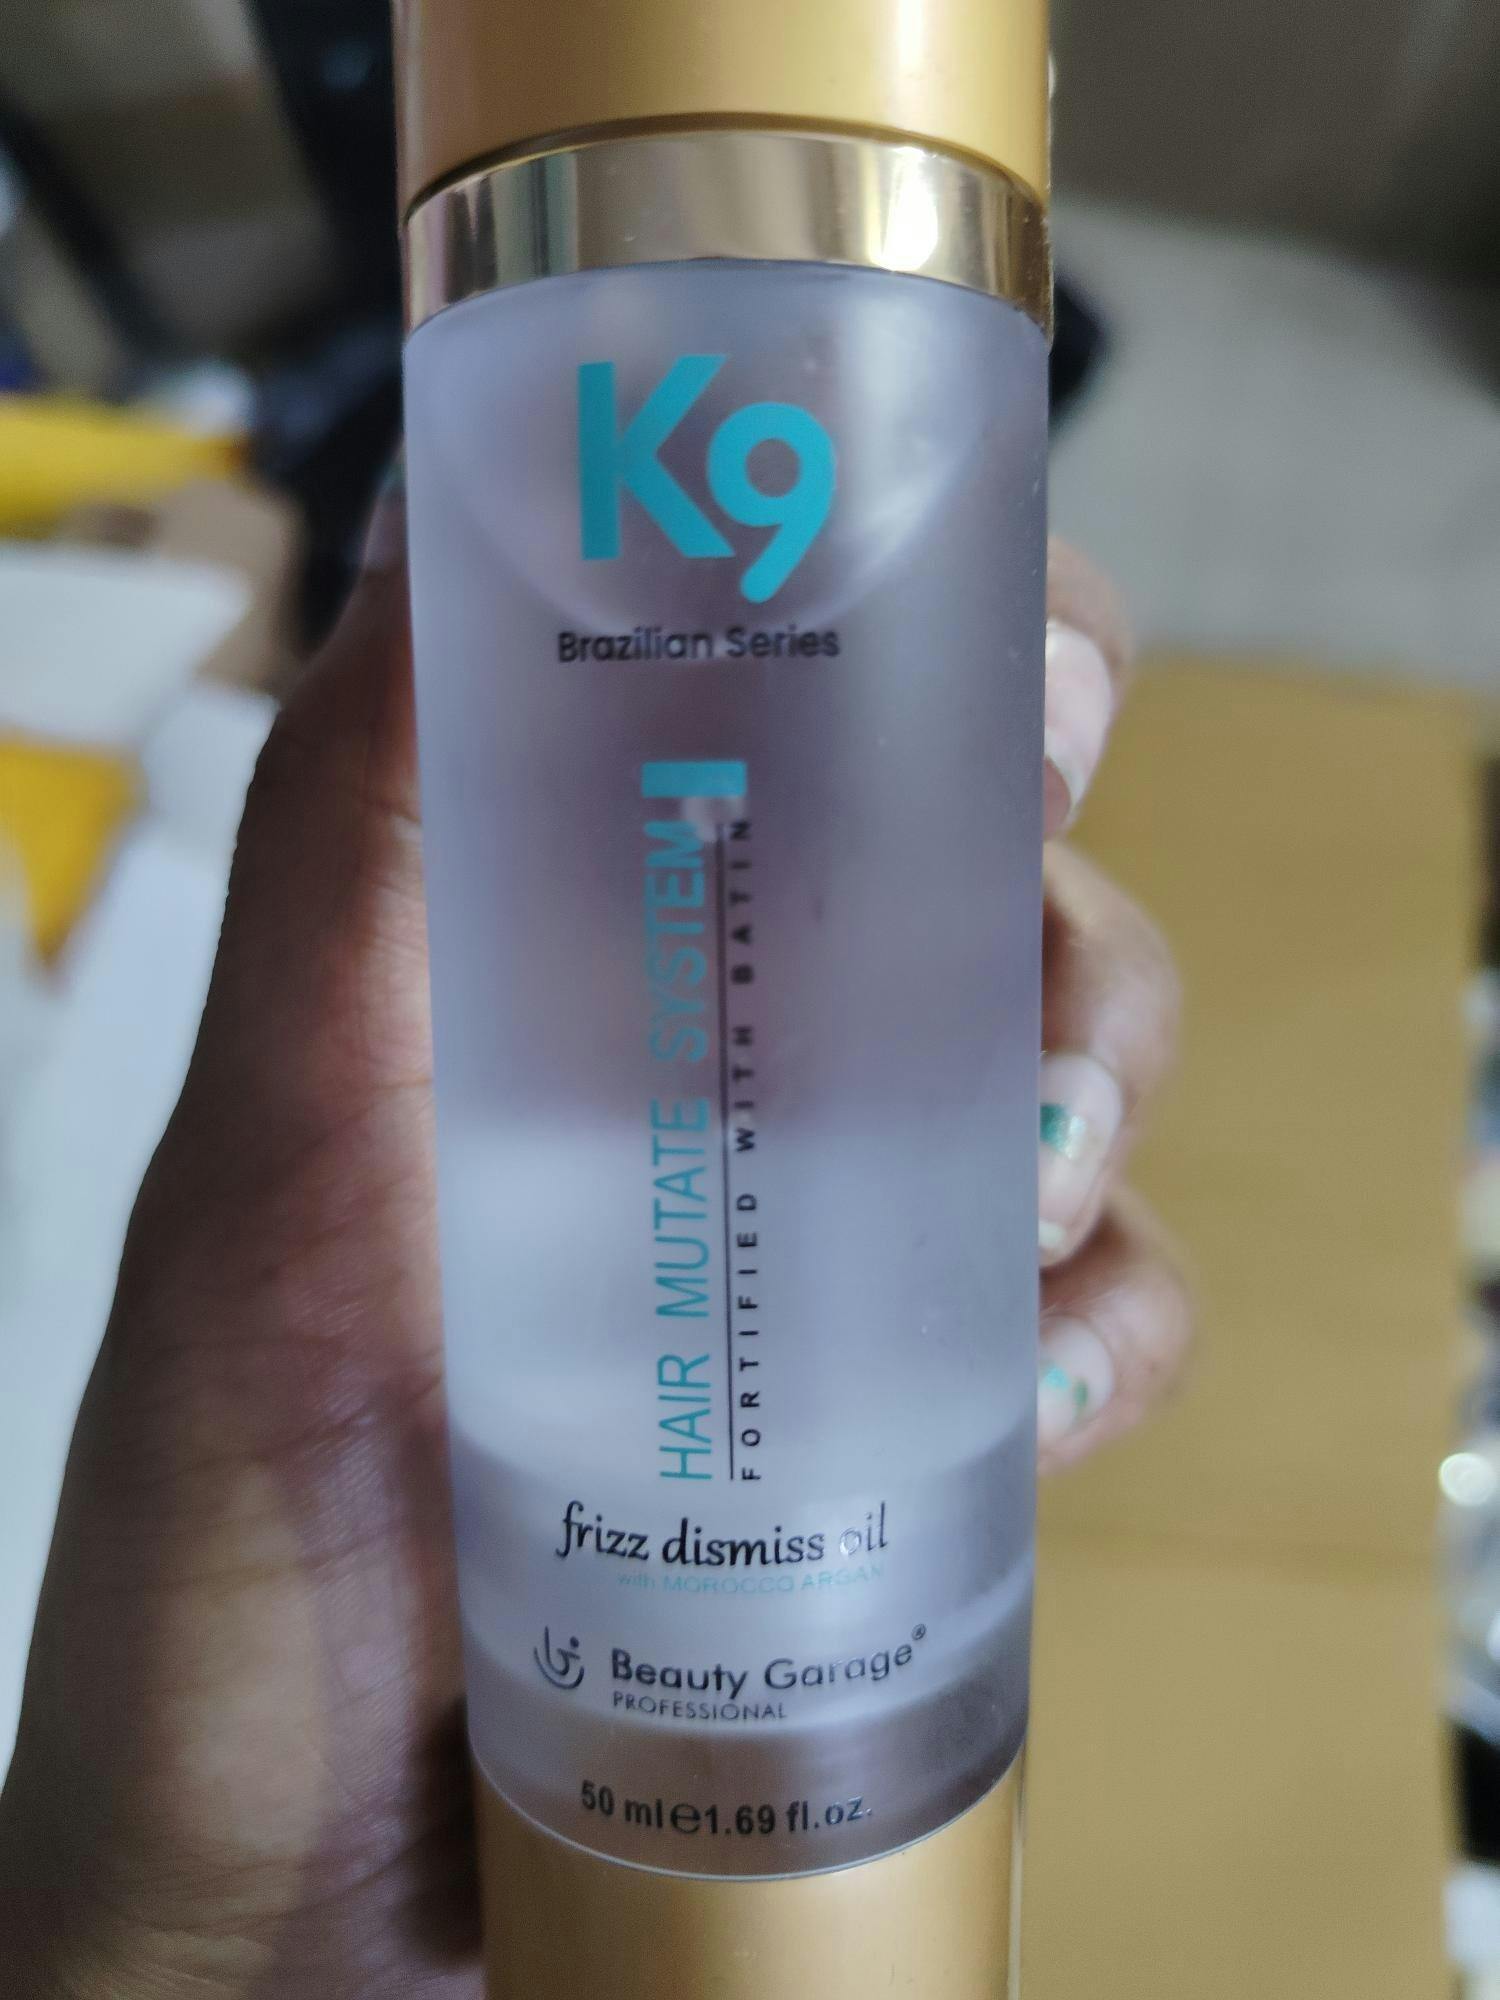 K9
Brazilian Series
HAIR MUTATE SYSTEM
FORTIFIED WITH BATIN
frizz dismiss oil
with MOROCCO ARGAN
Beauty Garage®
PROFESSIONAL
50 ml℮1.69 fl.oz.